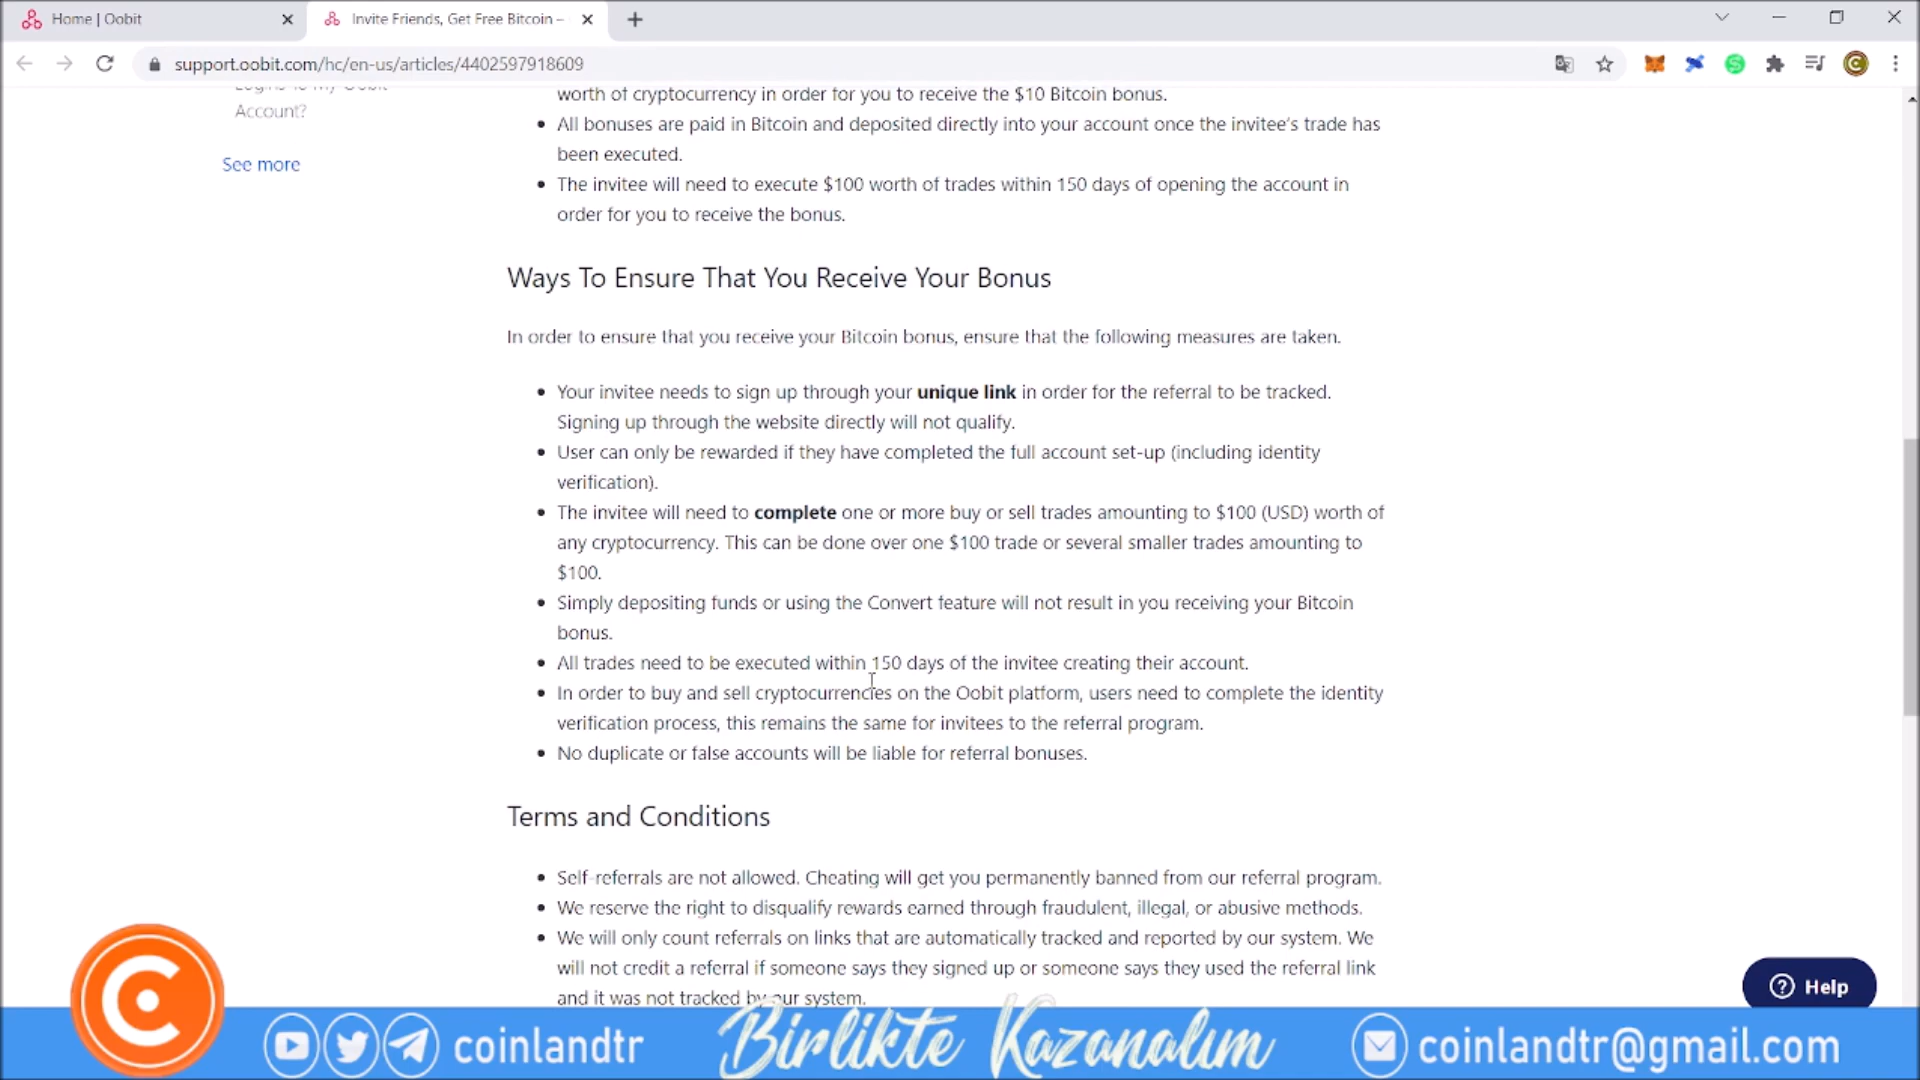 Home | Oobit
Invite Friends, Get Free Bitcoin –
support.oobit.com/hc/en-us/articles/4402597918609
Account?
See more
worth of cryptocurrency in order for you to receive the $10 Bitcoin bonus.
All bonuses are paid in Bitcoin and deposited directly into your account once the invitee's trade has
been executed.
The invitee will need to execute $100 worth of trades within 150 days of opening the account in
order for you to receive the bonus.
Ways To Ensure That You Receive Your Bonus
In order to ensure that you receive your Bitcoin bonus, ensure that the following measures are taken.
Your invitee needs to sign up through your unique link in order for the referral to be tracked.
Signing up through the website directly will not qualify.
User can only be rewarded if they have completed the full account set-up (including identity
verification).
The invitee will need to complete one or more buy or sell trades amounting to $100 (USD) worth of
any cryptocurrency. This can be done over one $100 trade or several smaller trades amounting to
$100.
Simply depositing funds or using the Convert feature will not result in you receiving your Bitcoin
bonus.
All trades need to be executed within 150 days of the invitee creating their account.
In order to buy and sell cryptocurrencies on the Oobit platform, users need to complete the identity
verification process, this remains the same for invitees to the referral program.
No duplicate or false accounts will be liable for referral bonuses.
Terms and Conditions
Self-referrals are not allowed. Cheating will get you permanently banned from our referral program.
We reserve the right to disqualify rewards earned through fraudulent, illegal, or abusive methods.
We will only count referrals on links that are automatically tracked and reported by our system. We
will not credit a referral if someone says they signed up or someone says they used the referral link
and it was not tracked by our system.
Help
coinlandtr
Birlikte Kazanalım
coinlandtr@gmail.com